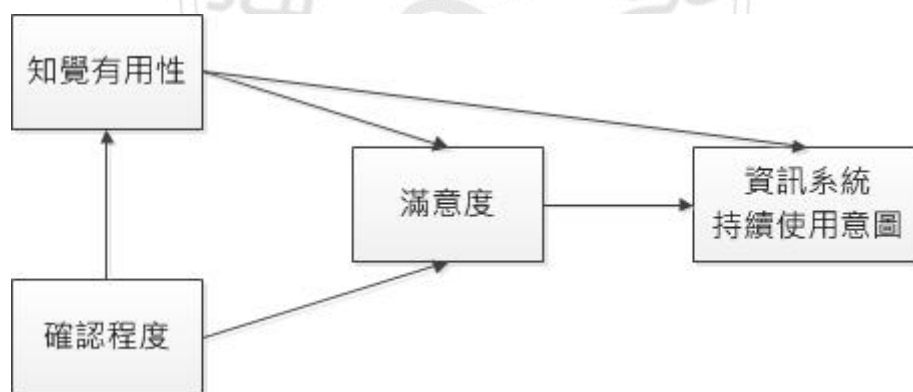 知覺有用性
滿意度
資訊系統
持續使用意圖
確認程度